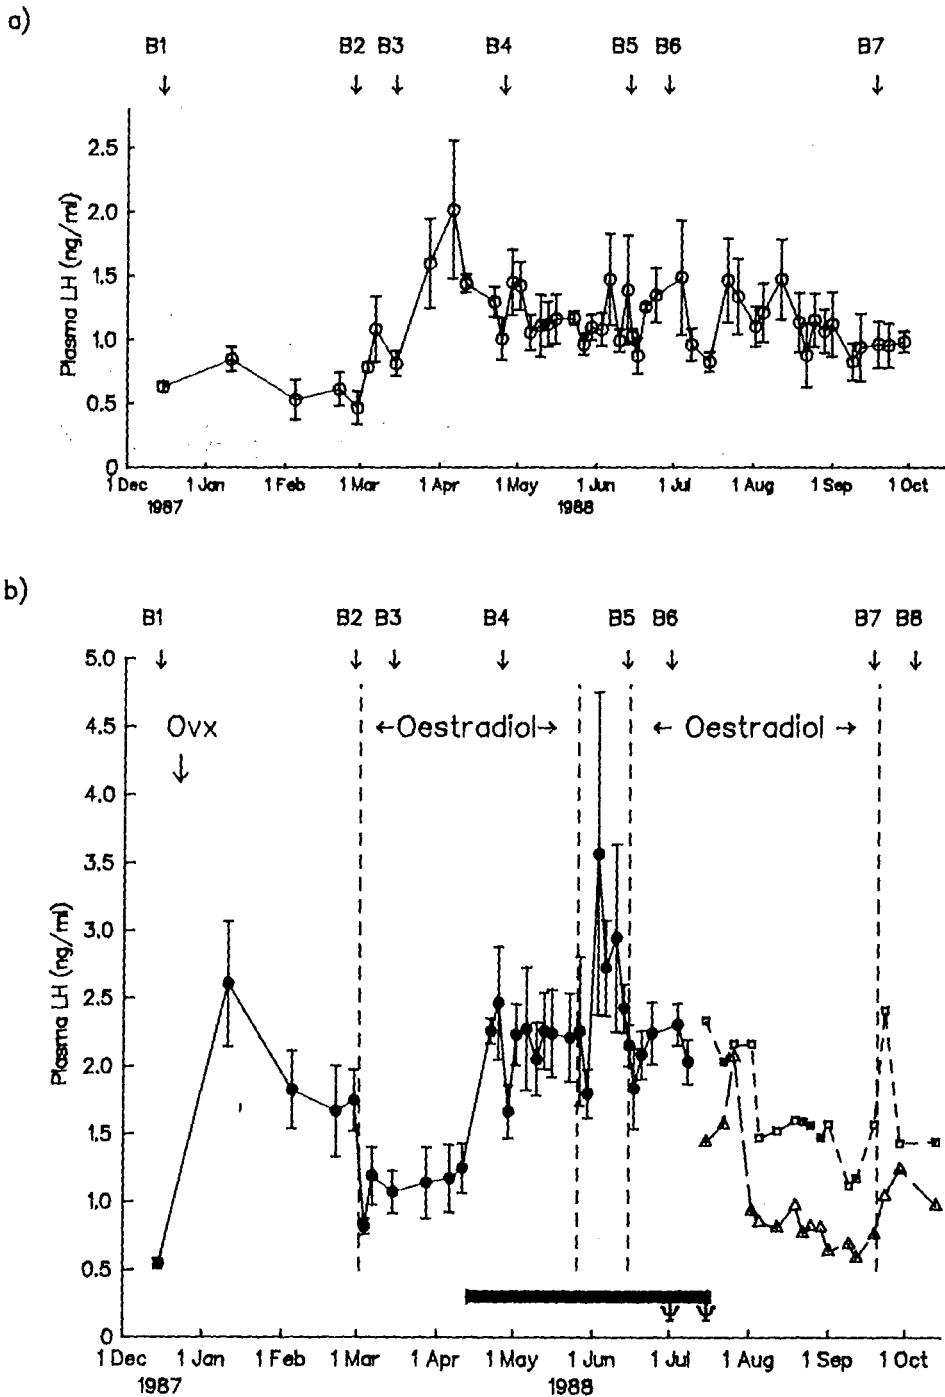 a)
B1 B2 B3 B4 B5 B6 B7
2.5
2.0
1.5
1.0
0.5
0
Plasma LH (ng/ml)
1 Dec 1 Jan 1 Feb 1 Mar 1 Apr 1 May 1 Jun 1 Jul 1 Aug 1 Sep 1 Oct
1987 1988
b)
B1 B2 B3 B4 B5 B6 B7 B8
5.0
4.5
4.0
3.5
3.0
2.5
2.0
1.5
1.0
0.5
0
Ovx ←Oestradiol→ ← Oestradiol →
Plasma LH (ng/ml)
1 Dec 1 Jan 1 Feb 1 Mar 1 Apr 1 May 1 Jun 1 Jul 1 Aug 1 Sep 1 Oct
1987 1988